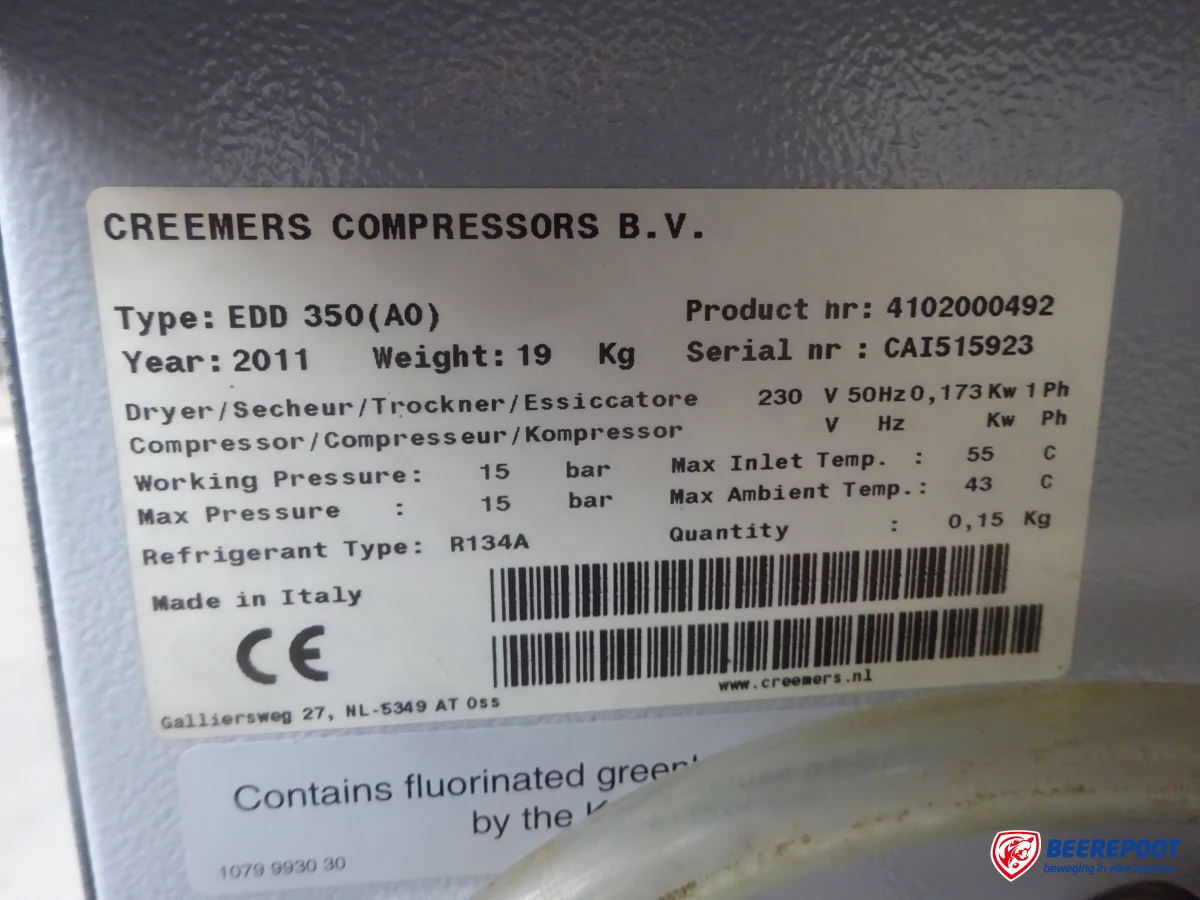 CREEMERS COMPRESSORS B.V.
Type: EDD 350(A0) Product nr: 4102000492
Year: 2011 Weight: 19 Kg Serial nr : CAI515923
Dryer/Secheur/Trockner/Essiccatore 230 V 50Hz 0,173 Kw 1 Ph
Compressor/Compresseur/Kompressor V Hz Kw Ph
Working Pressure: 15 bar Max Inlet Temp. : 55 C
Max Pressure : 15 bar Max Ambient Temp.: 43 C
Refrigerant Type: R134A Quantity : 0,15 Kg
Made in Italy
CE
www.creemers.nl
Galliersweg 27, NL-5349 AT Oss
Contains fluorinated
by the
1079 9930 30
BEEREPOOT
beweging in elke branche